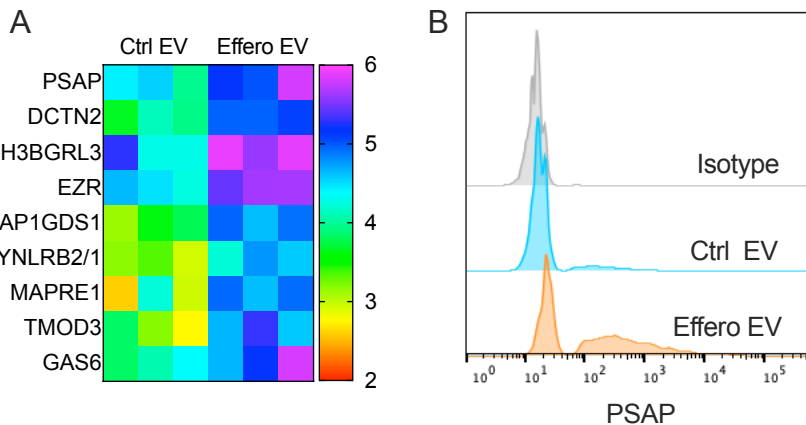 A
Ctrl EV Effero EV
PSAP
DCTN2
H3BGRL3
EZR
AP1GDS1
YNLRB2/1
MAPRE1
TMOD3
GAS6
6
5
4
3
2
B
Isotype
Ctrl EV
Effero EV
10^0 10^1 10^2 10^3 10^4 10^5
PSAP